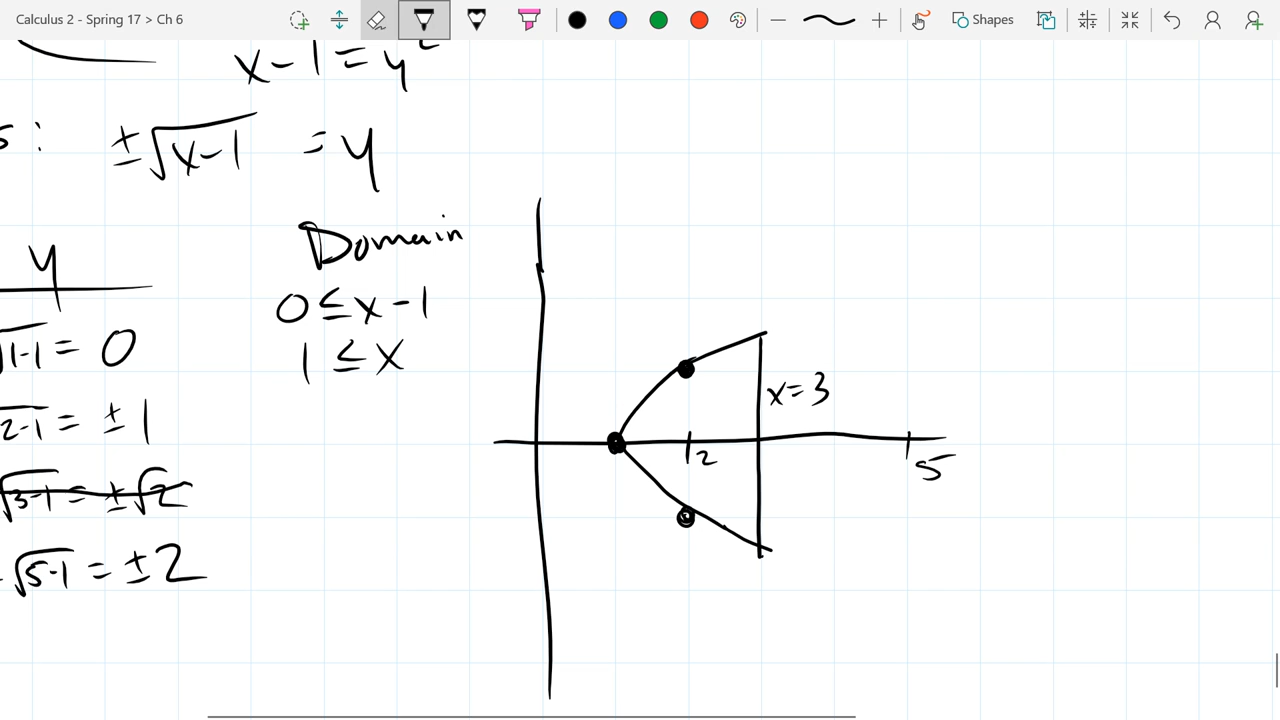 Calculus 2 - Spring 17 > Ch 6
Shapes
x-1=y²
s: ±√x-1 = y
y
Domain
0≤x-1
1≤x
√1-1 = 0
√2-1 = ±1
√3-1 = ±√2
√5-1 = ±2
x=3
2
5